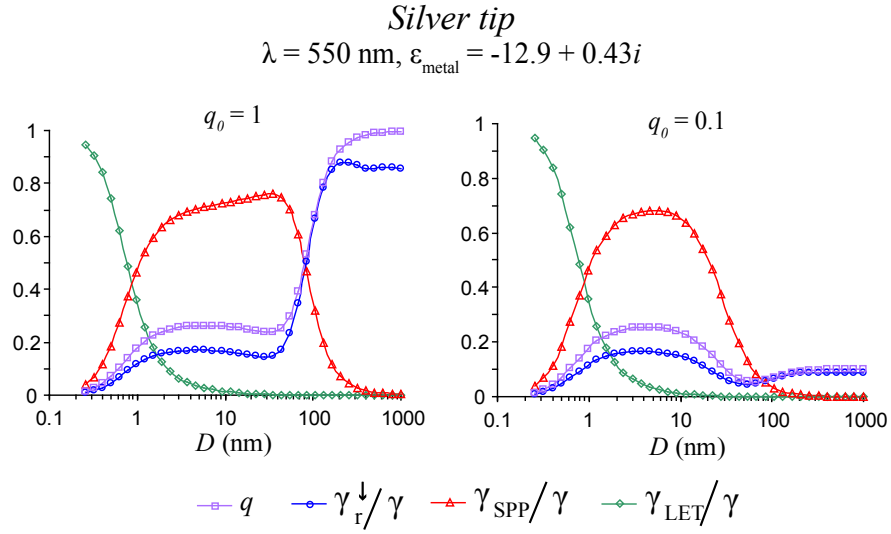 Silver tip
λ = 550 nm, ε_metal = -12.9 + 0.43i
q_0 = 1
q_0 = 0.1
1
0.8
0.6
0.4
0.2
0
0.1
1
10
100
1000
D (nm)
1
0.8
0.6
0.4
0.2
0
0.1
1
10
100
1000
D (nm)
q
γ_r^↓/γ
γ_SPP/γ
γ_LET/γ